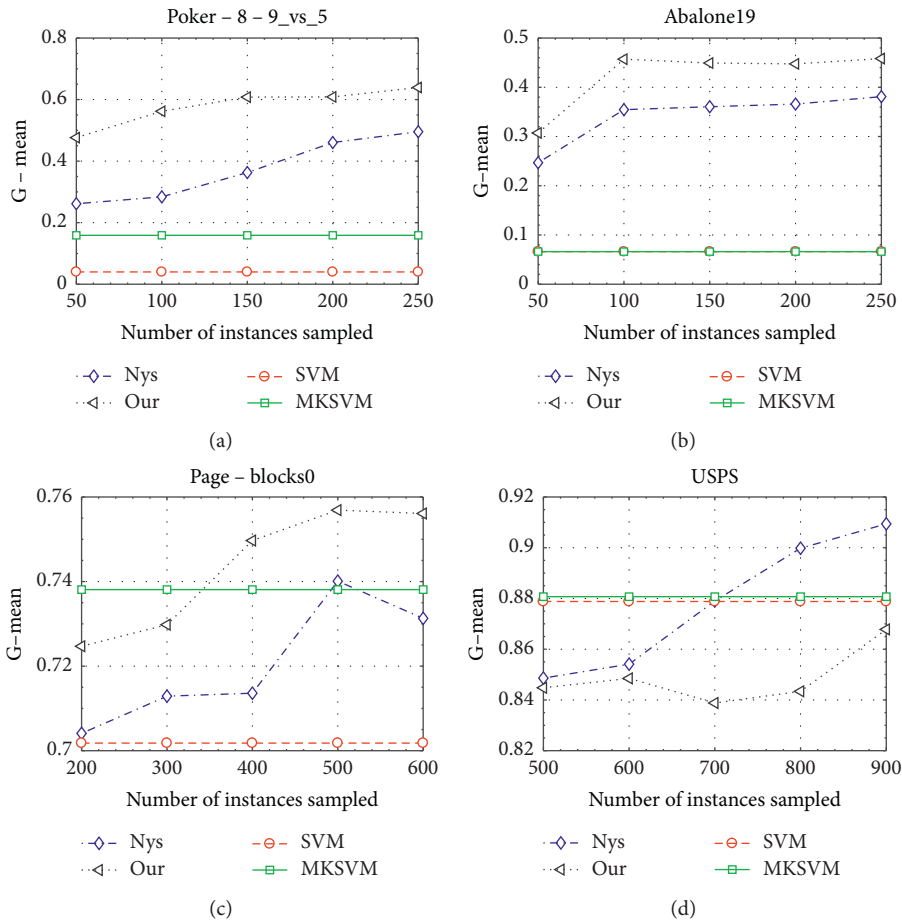 Poker – 8 – 9_vs_5
0.8
0.6
0.4
0.2
0
G – mean
50 100 150 200 250
Number of instances sampled
Nys SVM
Our MKSVM
(a)
Abalone19
0.5
0.4
0.3
0.2
0.1
0
G–mean
50 100 150 200 250
Number of instances sampled
Nys SVM
Our MKSVM
(b)
Page – blocks0
0.76
0.74
0.72
0.7
G–mean
200 300 400 500 600
Number of instances sampled
Nys SVM
Our MKSVM
(c)
USPS
0.92
0.9
0.88
0.86
0.84
0.82
G–mean
500 600 700 800 900
Number of instances sampled
Nys SVM
Our MKSVM
(d)